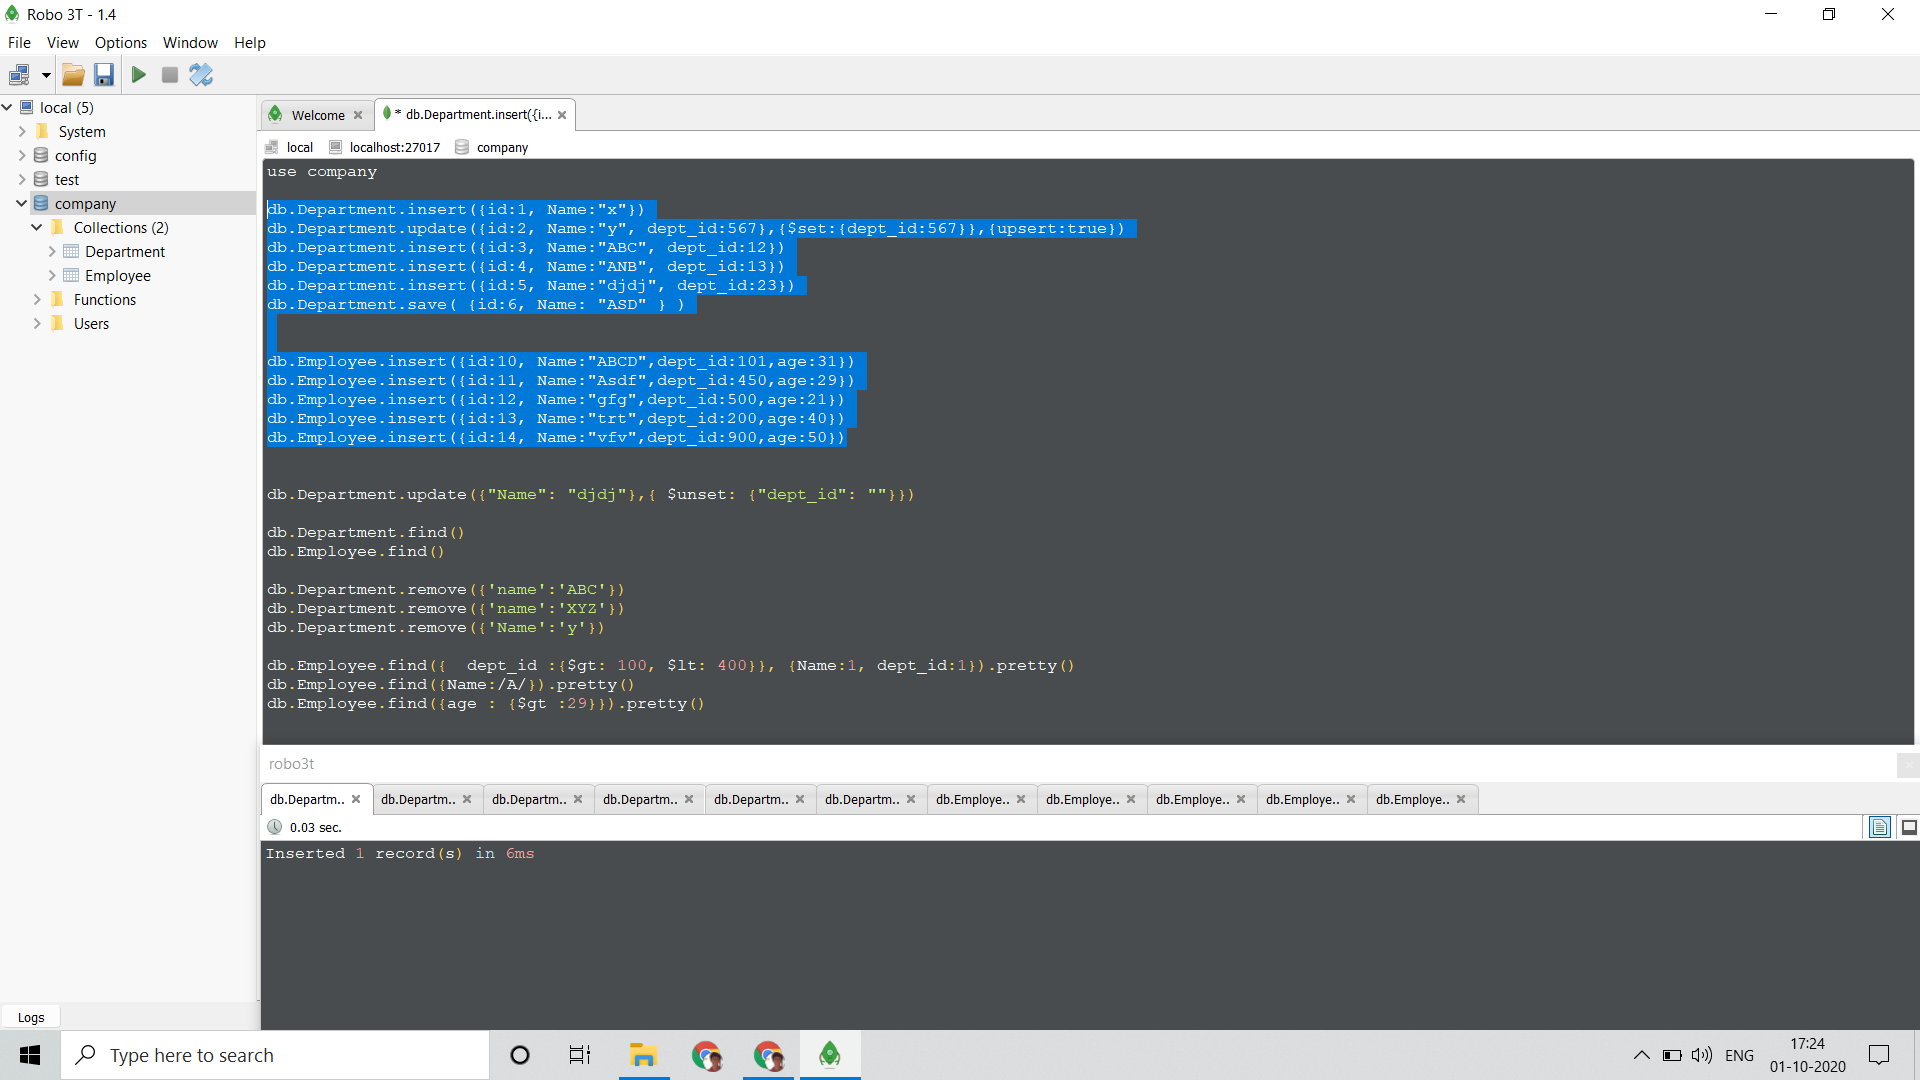 Robo 3T - 1.4
File View Options Window Help
local (5)
System
config
test
company
Collections (2)
Department
Employee
Functions
Users
Logs
Welcome
* db.Department.insert({i...
local localhost:27017 company
use company
db.Department.insert({id:1, Name:"x"})
db.Department.update({id:2, Name:"y", dept_id:567},{$set:{dept_id:567}},{upsert:true})
db.Department.insert({id:3, Name:"ABC", dept_id:12})
db.Department.insert({id:4, Name:"ANB", dept_id:13})
db.Department.insert({id:5, Name:"djdj", dept_id:23})
db.Department.save( {id:6, Name: "ASD" } )
db.Employee.insert({id:10, Name:"ABCD",dept_id:101,age:31})
db.Employee.insert({id:11, Name:"Asdf",dept_id:450,age:29})
db.Employee.insert({id:12, Name:"gfg",dept_id:500,age:21})
db.Employee.insert({id:13, Name:"trt",dept_id:200,age:40})
db.Employee.insert({id:14, Name:"vfv",dept_id:900,age:50})
db.Department.update({"Name": "djdj"},{ $unset: {"dept_id": ""}})
db.Department.find()
db.Employee.find()
db.Department.remove({'name':'ABC'})
db.Department.remove({'name':'XYZ'})
db.Department.remove({'Name':'y'})
db.Employee.find({  dept_id :{$gt: 100, $lt: 400}}, {Name:1, dept_id:1}).pretty()
db.Employee.find({Name:/A/}).pretty()
db.Employee.find({age : {$gt :29}}).pretty()
robo3t
db.Departm.. db.Departm.. db.Departm.. db.Departm.. db.Departm.. db.Departm.. db.Employe.. db.Employe.. db.Employe.. db.Employe.. db.Employe..
0.03 sec.
Inserted 1 record(s) in 6ms
Type here to search
ENG
17:24
01-10-2020